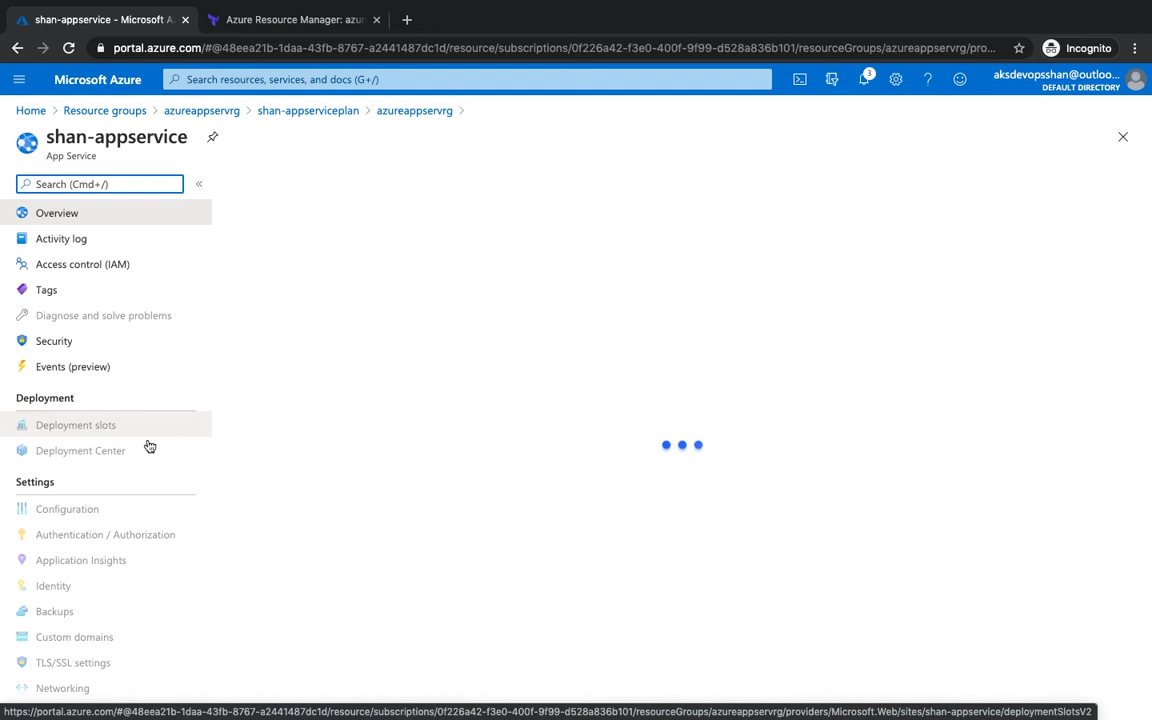 shan-appservice - Microsoft A
Azure Resource Manager: azur
portal.azure.com/#@48eea21b-1daa-43fb-8767-a2441487dc1d/resource/subscriptions/0f226a42-f3e0-400f-9f99-d528a836b101/resourceGroups/azureappservrg/pro...
Incognito
Microsoft Azure
Search resources, services, and docs (G+/)
3
aksdevopsshan@outloo...
DEFAULT DIRECTORY
Home > Resource groups > azureappservrg > shan-appserviceplan > azureappservrg >
shan-appservice
App Service
Search (Cmd+/)
Overview
Activity log
Access control (IAM)
Tags
Diagnose and solve problems
Security
Events (preview)
Deployment
Deployment slots
Deployment Center
Settings
Configuration
Authentication / Authorization
Application Insights
Identity
Backups
Custom domains
TLS/SSL settings
Networking
https://portal.azure.com/#@48eea21b-1daa-43fb-8767-a2441487dc1d/resource/subscriptions/0f226a42-f3e0-400f-9f99-d528a836b101/resourceGroups/azureappservrg/providers/Microsoft.Web/sites/shan-appservice/deploymentSlotsV2